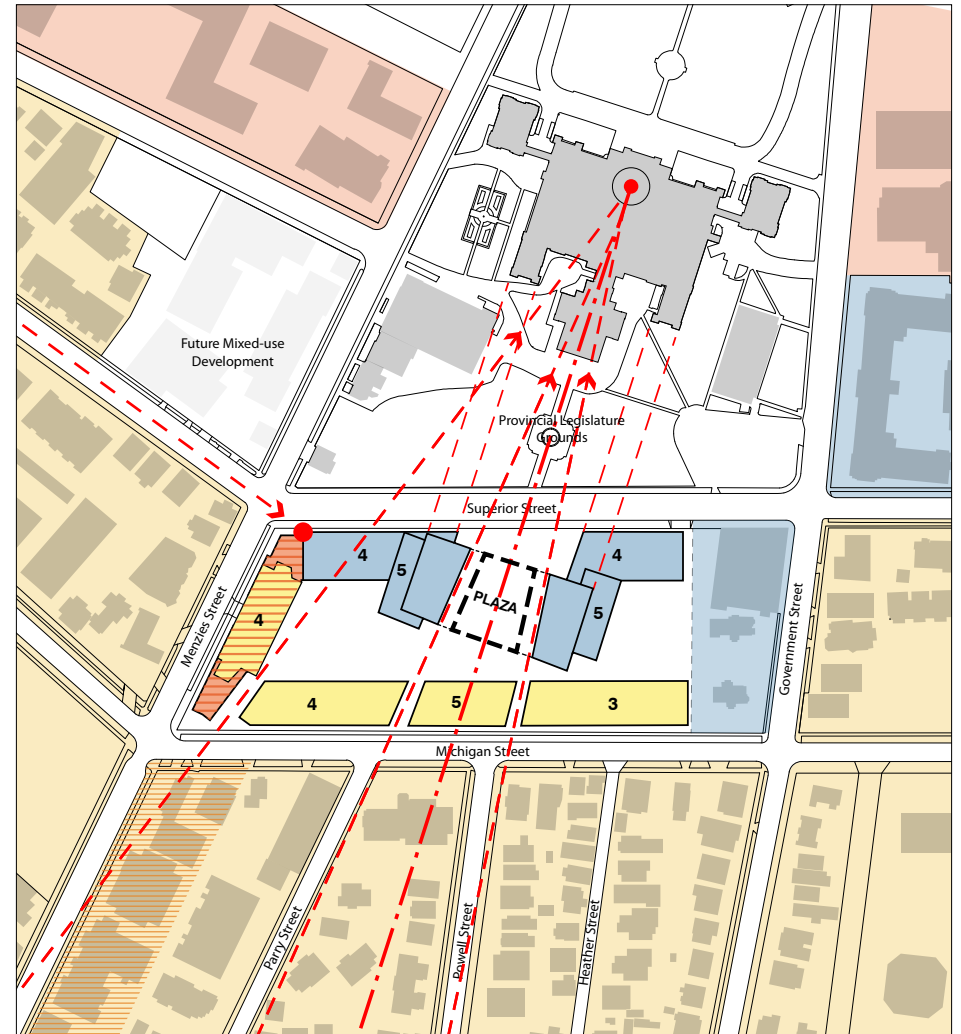 Future Mixed-use
Development
Provincial Legislature
Grounds
Superior Street
4
4
5
PLAZA
5
4
Menzies Street
Government Street
4
5
3
Michigan Street
Parry Street
Powell Street
Heather Street